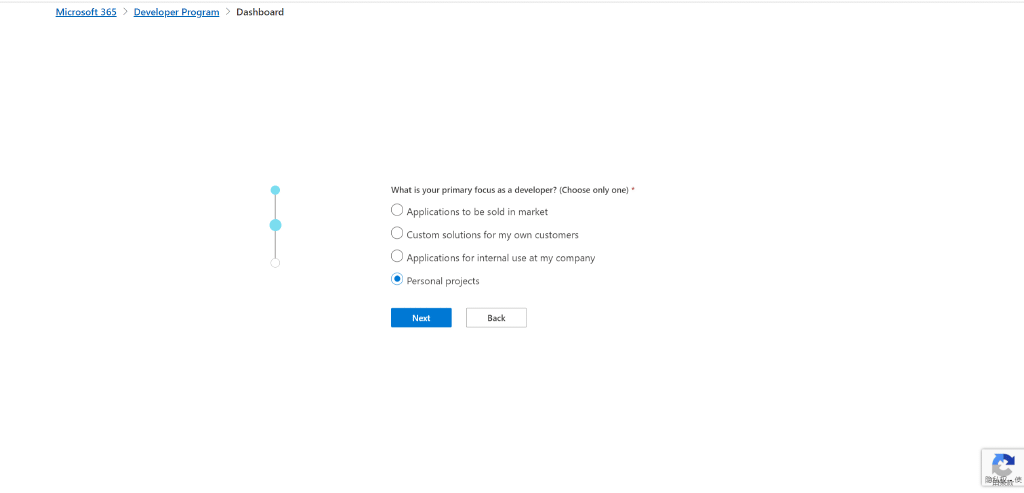 Microsoft 365 > Developer Program > Dashboard
What is your primary focus as a developer? (Choose only one) *
Applications to be sold in market
Custom solutions for my own customers
Applications for internal use at my company
Personal projects
Next Back